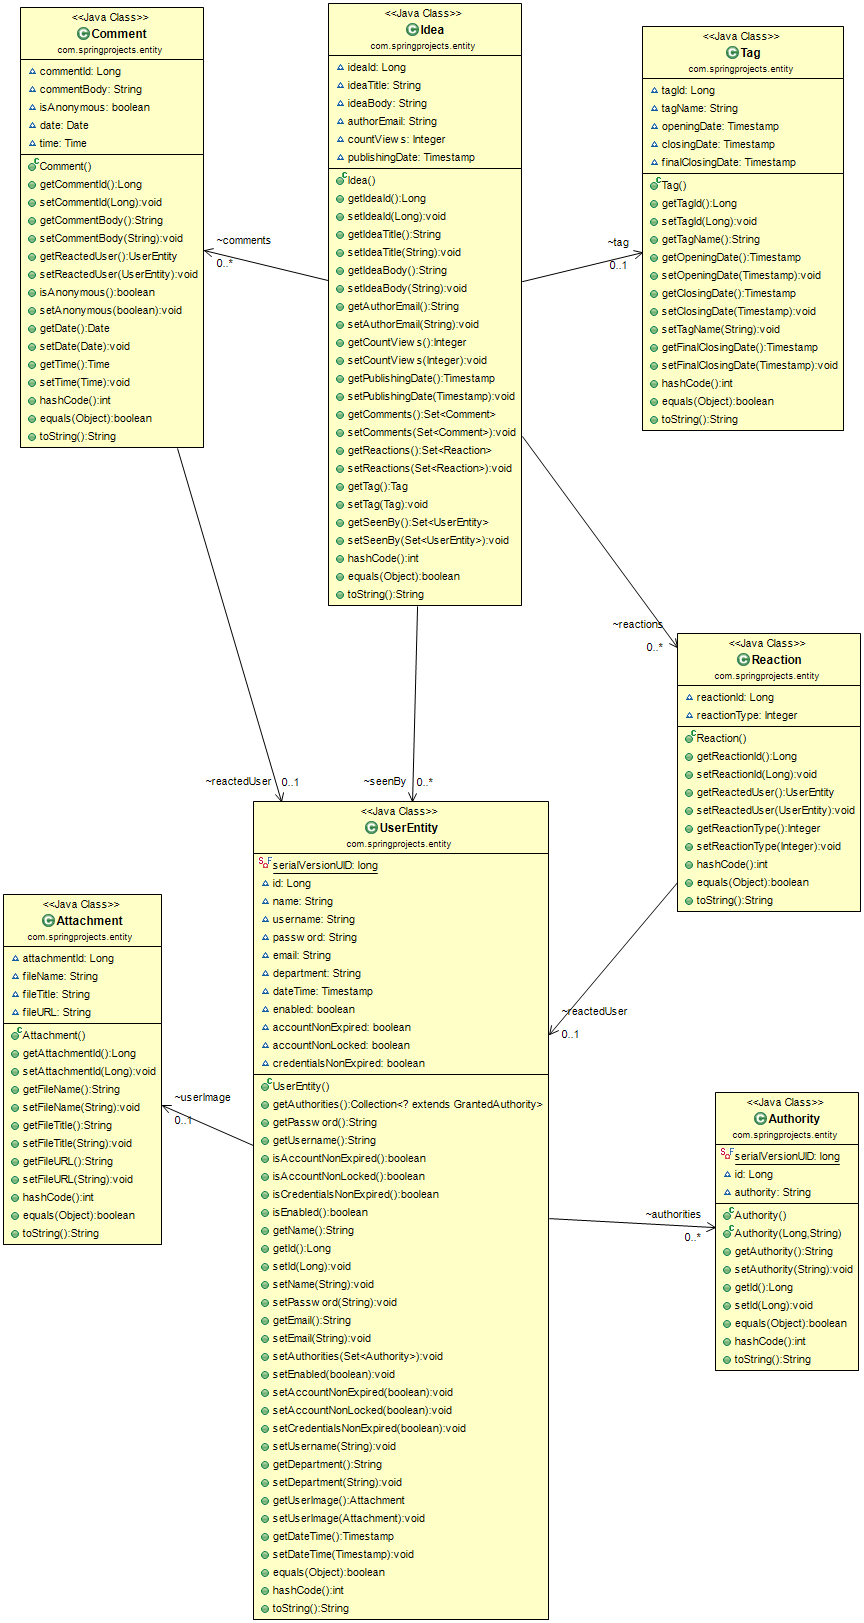 <<Java Class>>
Comment
com.springprojects.entity
commentId: Long
commentBody: String
isAnonymous: boolean
date: Date
time: Time
Comment()
getCommentId():Long
setCommentId(Long):void
getCommentBody():String
setCommentBody(String):void
getReactedUser():UserEntity
setReactedUser(UserEntity):void
isAnonymous():boolean
setAnonymous(boolean):void
getDate():Date
setDate(Date):void
getTime():Time
setTime(Time):void
hashCode():int
equals(Object):boolean
toString():String
<<Java Class>>
Idea
com.springprojects.entity
ideaId: Long
ideaTitle: String
ideaBody: String
authorEmail: String
countViews: Integer
publishingDate: Timestamp
Idea()
getIdeaId():Long
setIdeaId(Long):void
getIdeaTitle():String
setIdeaTitle(String):void
getIdeaBody():String
setIdeaBody(String):void
getAuthorEmail():String
setAuthorEmail(String):void
getCountViews():Integer
setCountViews(Integer):void
getPublishingDate():Timestamp
setPublishingDate(Timestamp):void
getComments():Set<Comment>
setComments(Set<Comment>):void
getReactions():Set<Reaction>
setReactions(Set<Reaction>):void
getTag():Tag
setTag(Tag):void
getSeenBy():Set<UserEntity>
setSeenBy(Set<UserEntity>):void
hashCode():int
equals(Object):boolean
toString():String
<<Java Class>>
Tag
com.springprojects.entity
tagId: Long
tagName: String
openingDate: Timestamp
closingDate: Timestamp
finalClosingDate: Timestamp
Tag()
getTagId():Long
setTagId(Long):void
getTagName():String
getOpeningDate():Timestamp
setOpeningDate(Timestamp):void
getClosingDate():Timestamp
setClosingDate(Timestamp):void
setTagName(String):void
getFinalClosingDate():Timestamp
setFinalClosingDate(Timestamp):void
hashCode():int
equals(Object):boolean
toString():String
~comments
0..*
~tag
0..1
~reactions
0..*
<<Java Class>>
Reaction
com.springprojects.entity
reactionId: Long
reactionType: Integer
Reaction()
getReactionId():Long
setReactionId(Long):void
getReactedUser():UserEntity
setReactedUser(UserEntity):void
getReactionType():Integer
setReactionType(Integer):void
hashCode():int
equals(Object):boolean
toString():String
~reactedUser
0..1
~seenBy
0..*
<<Java Class>>
UserEntity
com.springprojects.entity
SF serialVersionUID: long
id: Long
name: String
username: String
password: String
email: String
department: String
dateTime: Timestamp
enabled: boolean
accountNonExpired: boolean
accountNonLocked: boolean
credentialsNonExpired: boolean
UserEntity()
getAuthorities():Collection<? extends GrantedAuthority>
getPassword():String
getUsername():String
isAccountNonExpired():boolean
isAccountNonLocked():boolean
isCredentialsNonExpired():boolean
isEnabled():boolean
getName():String
getId():Long
setId(Long):void
setName(String):void
setPassword(String):void
getEmail():String
setEmail(String):void
setAuthorities(Set<Authority>):void
setEnabled(boolean):void
setAccountNonExpired(boolean):void
setAccountNonLocked(boolean):void
setCredentialsNonExpired(boolean):void
setUsername(String):void
getDepartment():String
setDepartment(String):void
getUserImage():Attachment
setUserImage(Attachment):void
getDateTime():Timestamp
setDateTime(Timestamp):void
equals(Object):boolean
hashCode():int
toString():String
<<Java Class>>
Attachment
com.springprojects.entity
attachmentId: Long
fileName: String
fileTitle: String
fileURL: String
Attachment()
getAttachmentId():Long
setAttachmentId(Long):void
getFileName():String
setFileName(String):void
getFileTitle():String
setFileTitle(String):void
getFileURL():String
setFileURL(String):void
hashCode():int
equals(Object):boolean
toString():String
~userImage
0..1
~reactedUser
0..1
~authorities
0..*
<<Java Class>>
Authority
com.springprojects.entity
SF serialVersionUID: long
id: Long
authority: String
Authority()
Authority(Long,String)
getAuthority():String
setAuthority(String):void
getId():Long
setId(Long):void
equals(Object):boolean
hashCode():int
toString():String